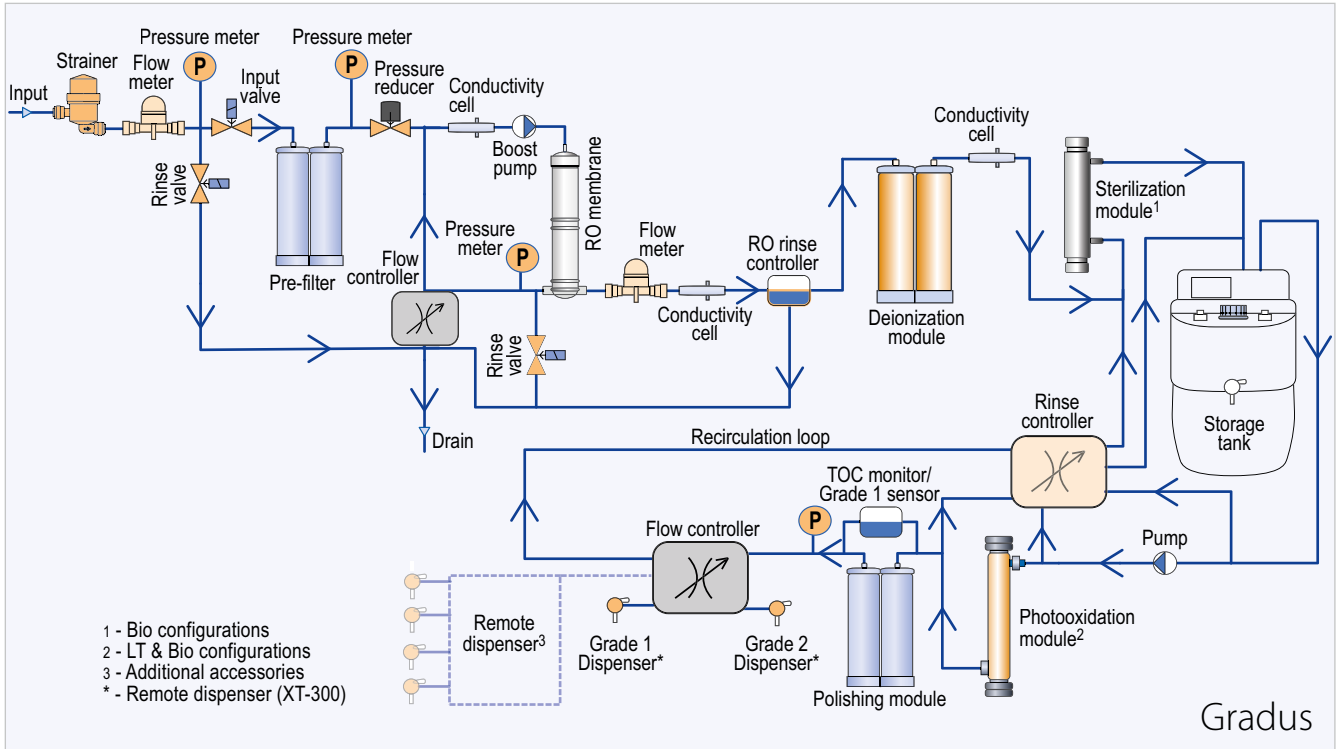 Pressure meter
Pressure meter
Strainer
Flow
meter
P
P
Pressure
reducer
Input
valve
Conductivity
cell
Input
Conductivity
cell
Boost
pump
Rinse
valve
RO membrane
Sterilization
module1
Pressure
meter
P
Flow
meter
RO rinse
controller
Pre-filter
Flow
controller
Conductivity
cell
Deionization
module
Rinse
valve
Rinse
controller
Storage
tank
Drain
Recirculation loop
TOC monitor/
Grade 1 sensor
P
Flow controller
Pump
Remote
dispenser3
Grade 1
Dispenser*
Grade 2
Dispenser*
Photooxidation
module2
Polishing module
1 - Bio configurations
2 - LT & Bio configurations
3 - Additional accessories
* - Remote dispenser (XT-300)
Gradus